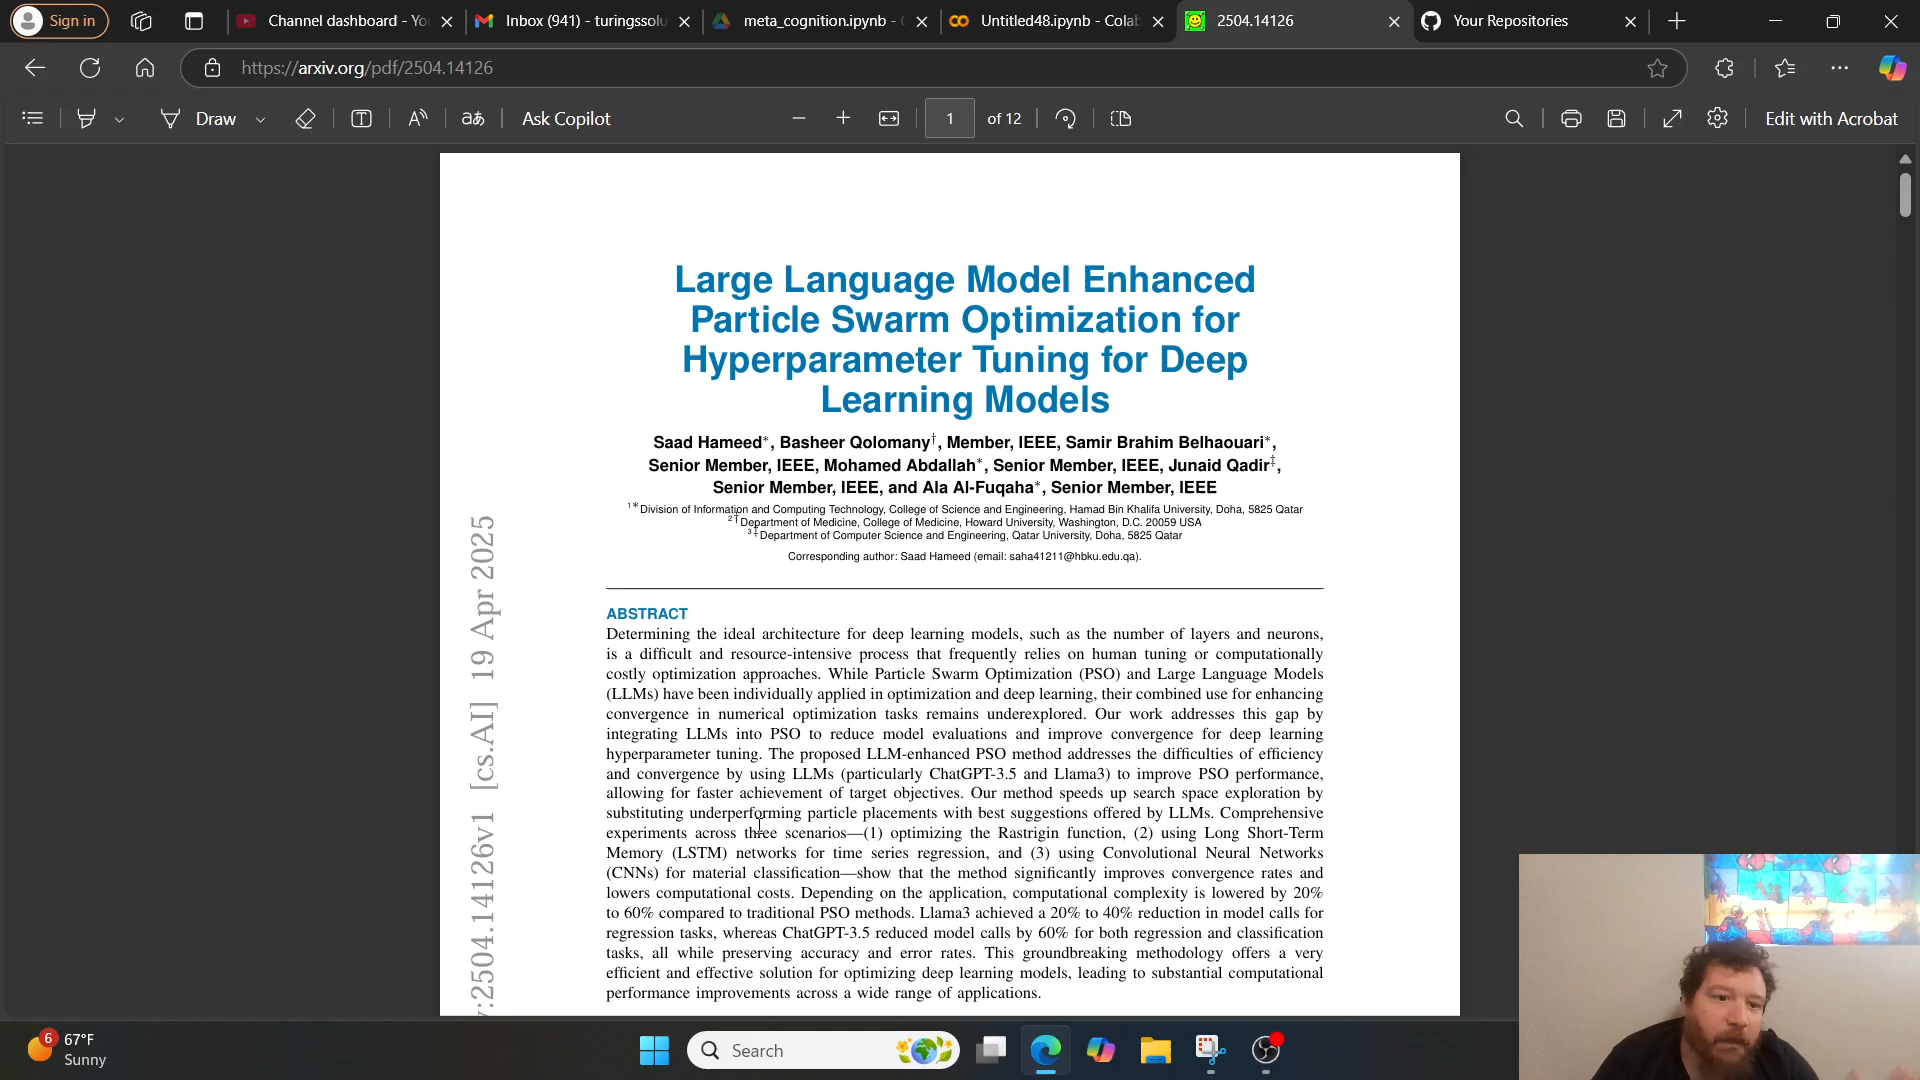 Sign in
Channel dashboard - Yo
Inbox (941) - turingssolu
meta_cognition.ipynb -
Untitled48.ipynb - Colab
2504.14126
Your Repositories
https://arxiv.org/pdf/2504.14126
Draw
T
A
aあ
Ask Copilot
1
of 12
Edit with Acrobat
Large Language Model Enhanced
Particle Swarm Optimization for
Hyperparameter Tuning for Deep
Learning Models
Saad Hameed*, Basheer Qolomany†, Member, IEEE, Samir Brahim Belhaouari*,
Senior Member, IEEE, Mohamed Abdallah*, Senior Member, IEEE, Junaid Qadir‡,
Senior Member, IEEE, and Ala Al-Fuqaha*, Senior Member, IEEE
1*Division of Information and Computing Technology, College of Science and Engineering, Hamad Bin Khalifa University, Doha, 5825 Qatar
2†Department of Medicine, College of Medicine, Howard University, Washington, D.C. 20059 USA
3‡Department of Computer Science and Engineering, Qatar University, Doha, 5825 Qatar
Corresponding author: Saad Hameed (email: saha41211@hbku.edu.qa).
ABSTRACT
Determining the ideal architecture for deep learning models, such as the number of layers and neurons,
is a difficult and resource-intensive process that frequently relies on human tuning or computationally
costly optimization approaches. While Particle Swarm Optimization (PSO) and Large Language Models
(LLMs) have been individually applied in optimization and deep learning, their combined use for enhancing
convergence in numerical optimization tasks remains underexplored. Our work addresses this gap by
integrating LLMs into PSO to reduce model evaluations and improve convergence for deep learning
hyperparameter tuning. The proposed LLM-enhanced PSO method addresses the difficulties of efficiency
and convergence by using LLMs (particularly ChatGPT-3.5 and Llama3) to improve PSO performance,
allowing for faster achievement of target objectives. Our method speeds up search space exploration by
substituting underperforming particle placements with best suggestions offered by LLMs. Comprehensive
experiments across three scenarios—(1) optimizing the Rastrigin function, (2) using Long Short-Term
Memory (LSTM) networks for time series regression, and (3) using Convolutional Neural Networks
(CNNs) for material classification—show that the method significantly improves convergence rates and
lowers computational costs. Depending on the application, computational complexity is lowered by 20%
to 60% compared to traditional PSO methods. Llama3 achieved a 20% to 40% reduction in model calls for
regression tasks, whereas ChatGPT-3.5 reduced model calls by 60% for both regression and classification
tasks, all while preserving accuracy and error rates. This groundbreaking methodology offers a very
efficient and effective solution for optimizing deep learning models, leading to substantial computational
performance improvements across a wide range of applications.
:2504.14126v1 [cs.AI] 19 Apr 2025
6
67°F
Sunny
Search